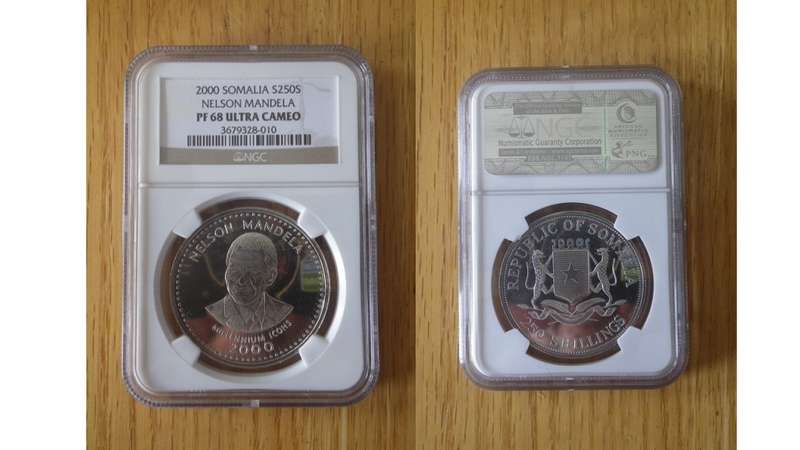 2000 SOMALIA S250S
NELSON MANDELA
PF 68 ULTRA CAMEO
3679328-010
NGC
NELSON MANDELA
MILLENNIUM ICONS
2000
NGC
Numismatic Guaranty Corporation
PNG
REPUBLIC OF SOMALIA
250 SHILLINGS